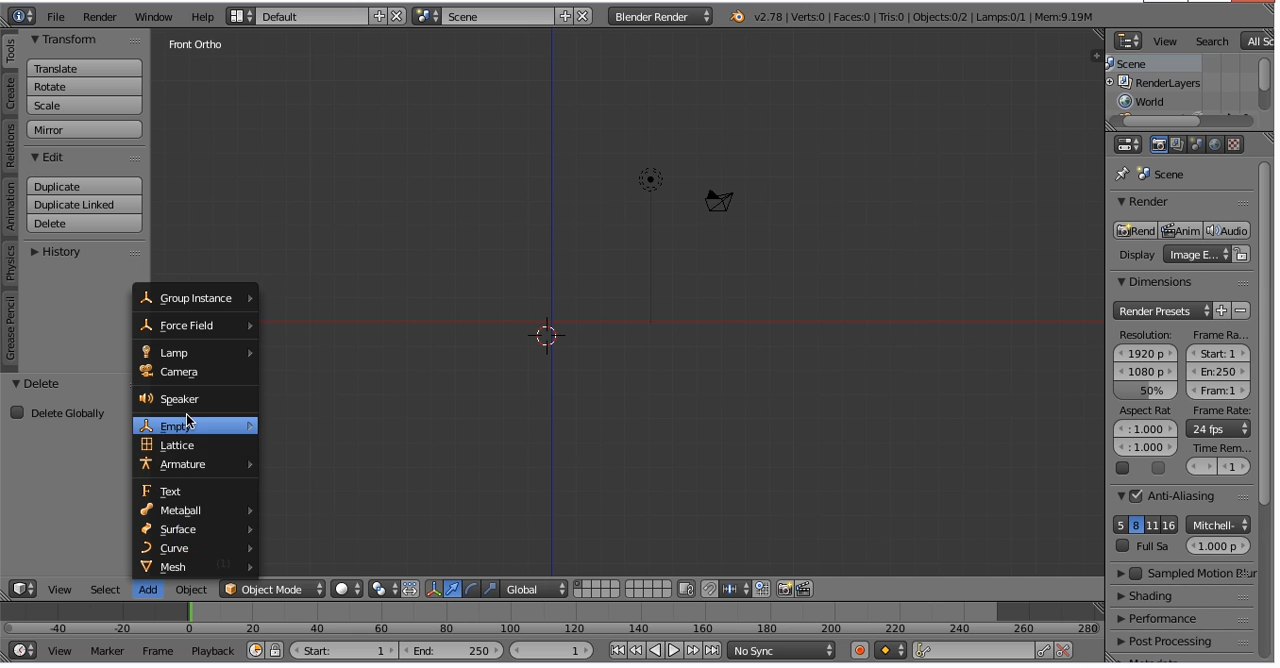 File Render Window Help Default Scene Blender Render v2.78 | Verts:0 | Faces:0 | Tris:0 | Objects:0/2 | Lamps:0/1 | Mem:9.19M
Front Ortho
Tools
Create
Relations
Animation
Physics
Grease Pencil
Transform
Translate
Rotate
Scale
Mirror
Edit
Duplicate
Duplicate Linked
Delete
History
Delete
Delete Globally
Group Instance
Force Field
Lamp
Camera
Speaker
Empty
Lattice
Armature
Text
Metaball
Surface
Curve
Mesh (1)
View Select Add Object Object Mode Global
-40 -20 0 20 40 60 80 100 120 140 160 180 200 220 240 260 280
View Marker Frame Playback Start: 1 End: 250 1 No Sync
View Search All Sc
Scene
RenderLayers
World
Scene
Render
Rend Anim Audio
Display Image E...
Dimensions
Render Presets
Resolution: Frame Ra...
1920 p Start: 1
1080 p En:250
50% Fram:1
Aspect Rat Frame Rate:
: 1.000 24 fps
: 1.000 Time Rem...
1
Anti-Aliasing
5 8 11 16 Mitchell-
Full Sa 1.000 p
Sampled Motion Blur
Shading
Performance
Post Processing